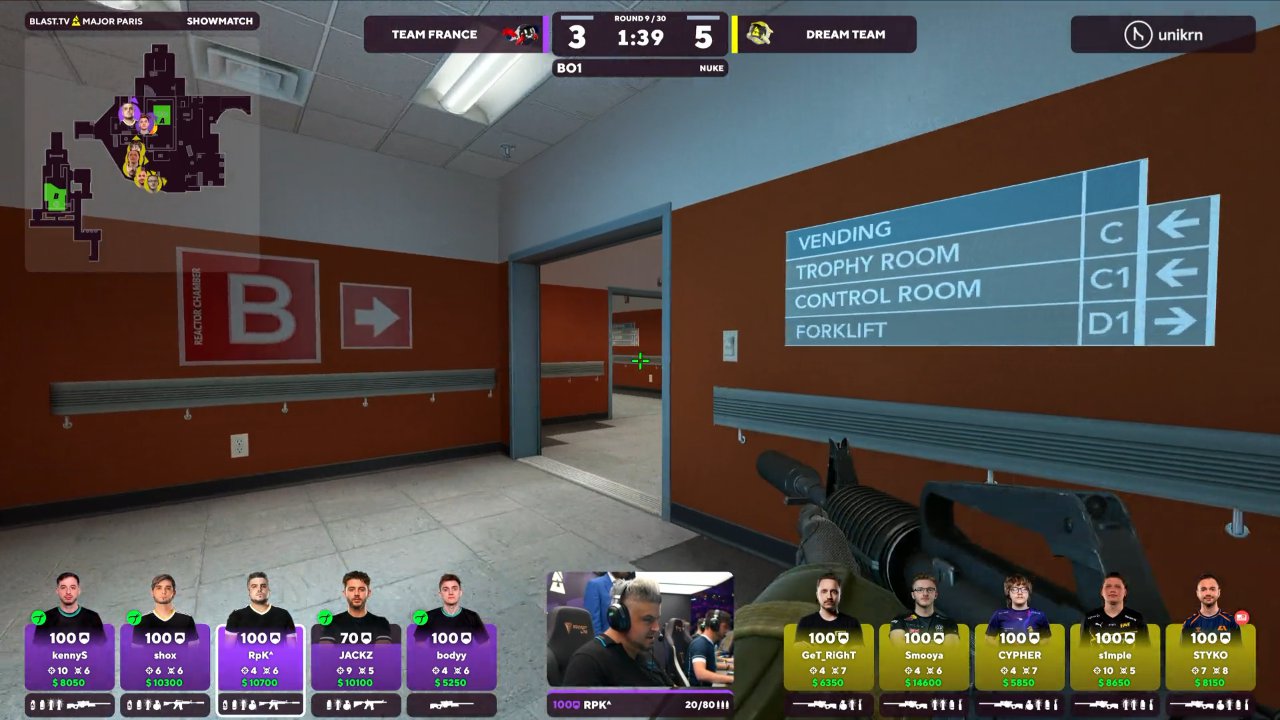 BLAST.TV MAJOR PARIS SHOWMATCH
TEAM FRANCE 3 ROUND 9 / 30 1:39 5 DREAM TEAM
BO1 NUKE
unikrn
REACTOR CHAMBER
B
VENDING C
TROPHY ROOM
CONTROL ROOM C1
FORKLIFT D1
100 kennyS 10 6 $8050
100 shox 6 6 $10300
100 RpK^ 4 6 $10700
70 JACKZ 9 5 $10100
100 bodyy 4 6 $5250
100 RPK^ 20/80
100 GeT_RiGhT 4 7 $6350
100 Smooya 4 6 $14600
100 CYPHER 4 7 $5850
100 s1mple 10 5 $8650
100 STYKO 7 8 $8150